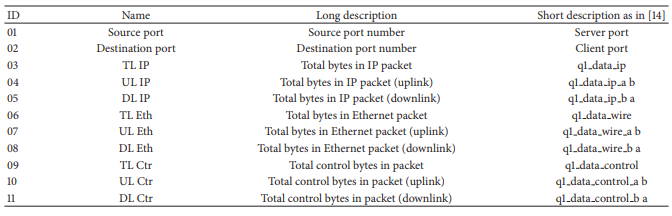 ID Name Long description Short description as in [14]
01 Source port Source port number Server port
02 Destination port Destination port number Client port
03 TL IP Total bytes in IP packet q1_data_ip
04 UL IP Total bytes in IP packet (uplink) q1_data_ip_a b
05 DL IP Total bytes in IP packet (downlink) q1_data_ip_b a
06 TL Eth Total bytes in Ethernet packet q1_data_wire
07 UL Eth Total bytes in Ethernet packet (uplink) q1_data_wire_a b
08 DL Eth Total bytes in Ethernet packet (downlink) q1_data_wire_b a
09 TL Ctr Total control bytes in packet q1_data_control
10 UL Ctr Total control bytes in packet (uplink) q1_data_control_a b
11 DL Ctr Total control bytes in packet (downlink) q1_data_control_b a